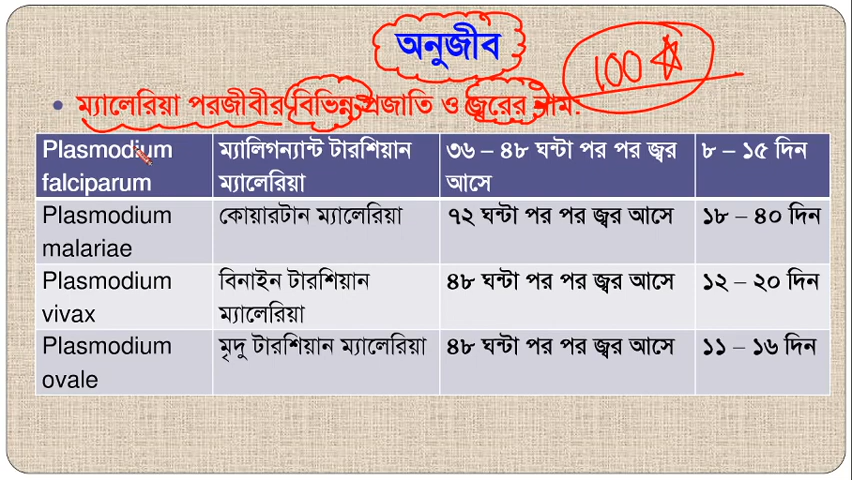 অনুজীব
100 %
• ম্যালেরিয়া পরজীবীর বিভিন্ন প্রজাতি ও জ্বরের নাম:
Plasmodium falciparum ম্যালিগন্যান্ট টারশিয়ান ম্যালেরিয়া ৩৬ – ৪৮ ঘন্টা পর পর জ্বর আসে ৮ – ১৫ দিন
Plasmodium malariae কোয়ারটান ম্যালেরিয়া ৭২ ঘন্টা পর পর জ্বর আসে ১৮ – ৪০ দিন
Plasmodium vivax বিনাইন টারশিয়ান ম্যালেরিয়া ৪৮ ঘন্টা পর পর জ্বর আসে ১২ – ২০ দিন
Plasmodium ovale মৃদু টারশিয়ান ম্যালেরিয়া ৪৮ ঘন্টা পর পর জ্বর আসে ১১ – ১৬ দিন